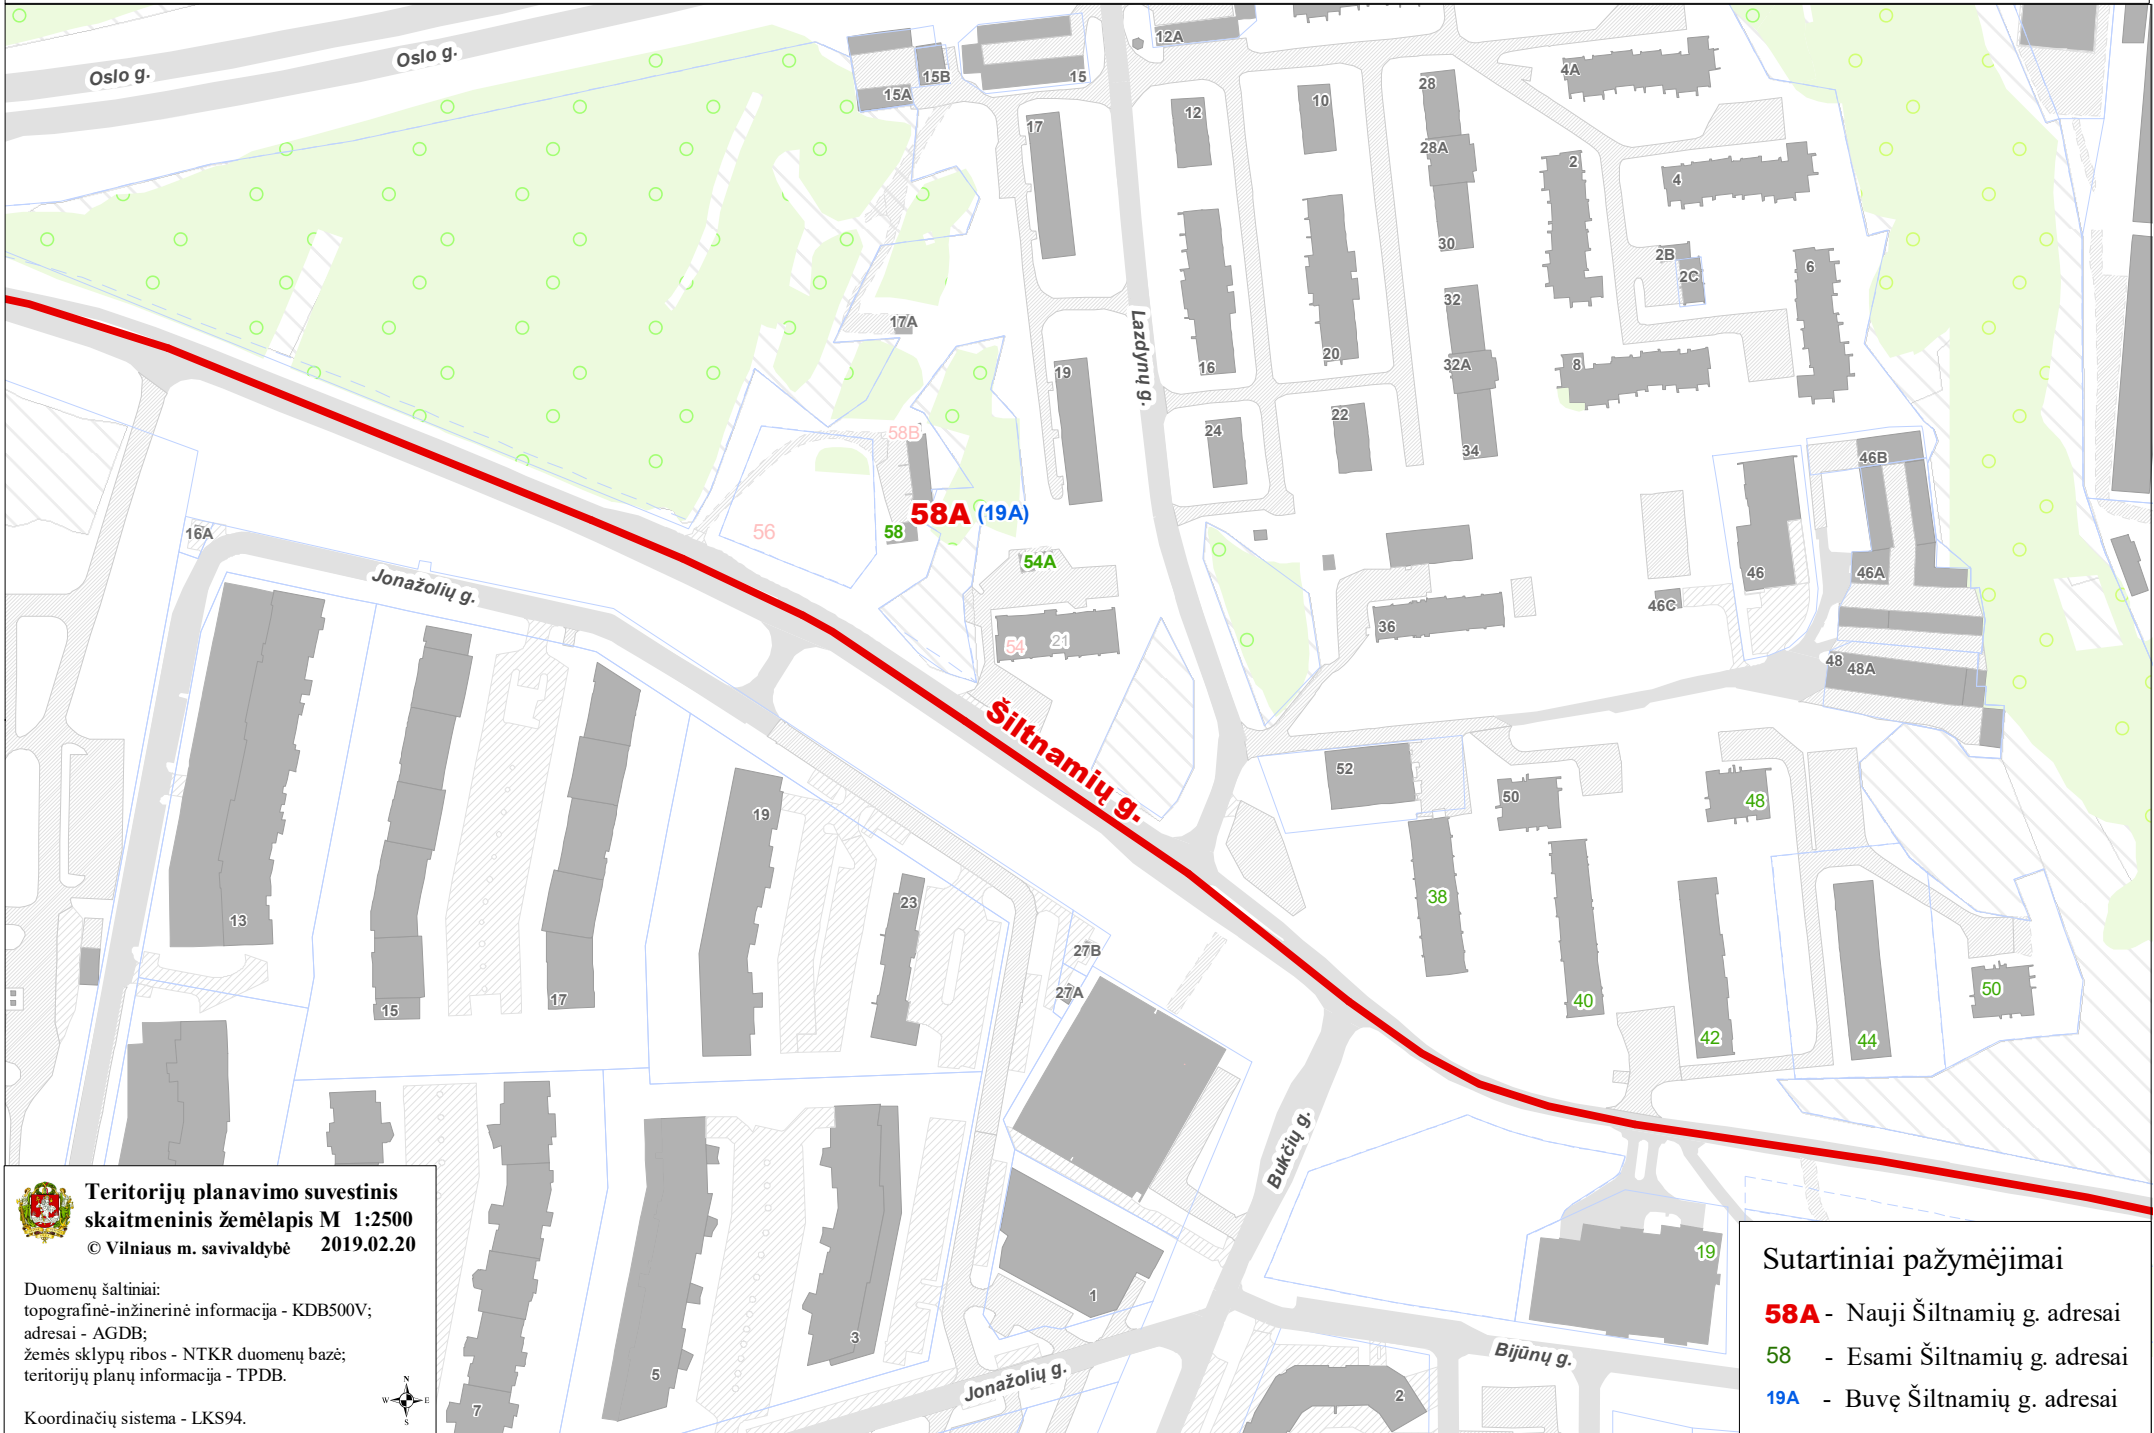 Oslo g.
Oslo g.
15B
15A
15
12A
4A
17
12
10
28
28A
2
4
30
2B
2C
6
17A
32
Lazdynų g.
19
16
20
32A
8
58B
24
22
34
46B
58A (19A)
56
58
16A
54A
46
46A
Jonažolių g.
46C
36
54
21
48
48A
Šiltnamių g.
52
50
48
19
38
23
13
27B
27A
50
15
17
40
42
44
Bukčių g.
19
1
3
5
7
Jonažolių g.
Bijūnų g.
2
Teritorijų planavimo suvestinis
skaitmeninis žemėlapis M 1:2500
© Vilniaus m. savivaldybė 2019.02.20
Duomenų šaltiniai:
topografinė-inžinerinė informacija - KDB500V;
adresai - AGDB;
žemės sklypų ribos - NTKR duomenų bazė;
teritorijų planų informacija - TPDB.
Koordinačių sistema - LKS94.
N
W E
S
Sutartiniai pažymėjimai
58A - Nauji Šiltnamių g. adresai
58 - Esami Šiltnamių g. adresai
19A - Buvę Šiltnamių g. adresai